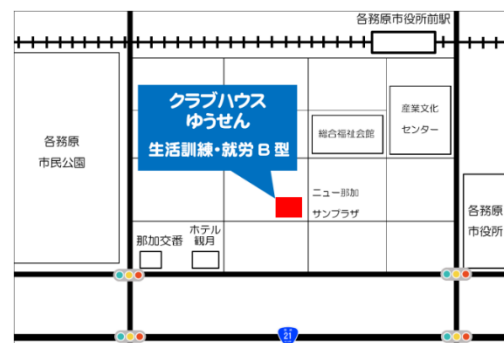 各務原市役所前駅
クラブハウス
ゆうせん
生活訓練・就労B型
産業文化
センター
総合福祉会館
各務原
市民公園
ニュー那加
サンプラザ
各務原
市役所
ホテル
観月
那加交番
21